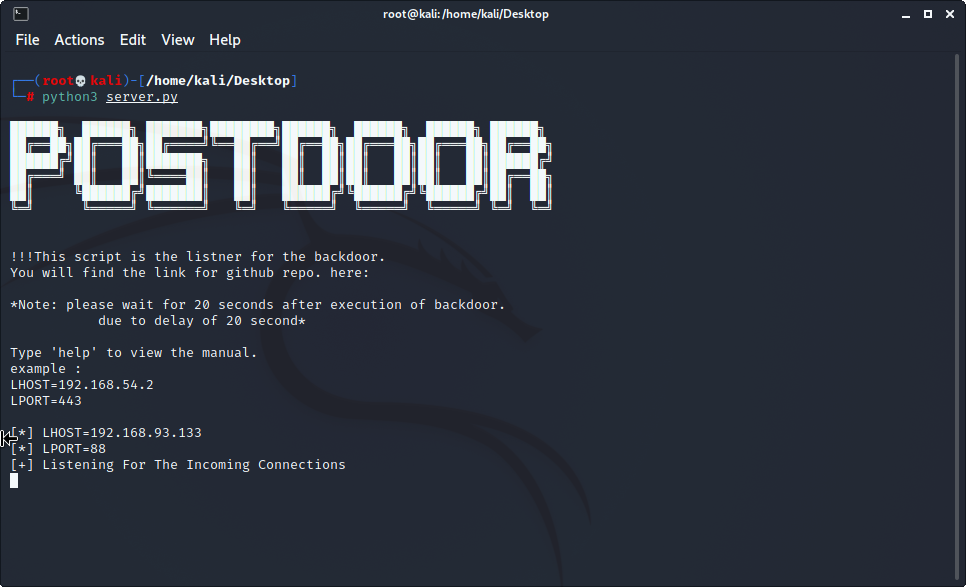 root@kali:/home/kali/Desktop
File Actions Edit View Help
┌──(root💀kali)-[/home/kali/Desktop]
└─# python3 server.py
POSTDOOR
!!!This script is the listner for the backdoor.
You will find the link for github repo. here:
*Note: please wait for 20 seconds after execution of backdoor.
due to delay of 20 second*
Type 'help' to view the manual.
example :
LHOST=192.168.54.2
LPORT=443
[*] LHOST=192.168.93.133
[*] LPORT=88
[+] Listening For The Incoming Connections